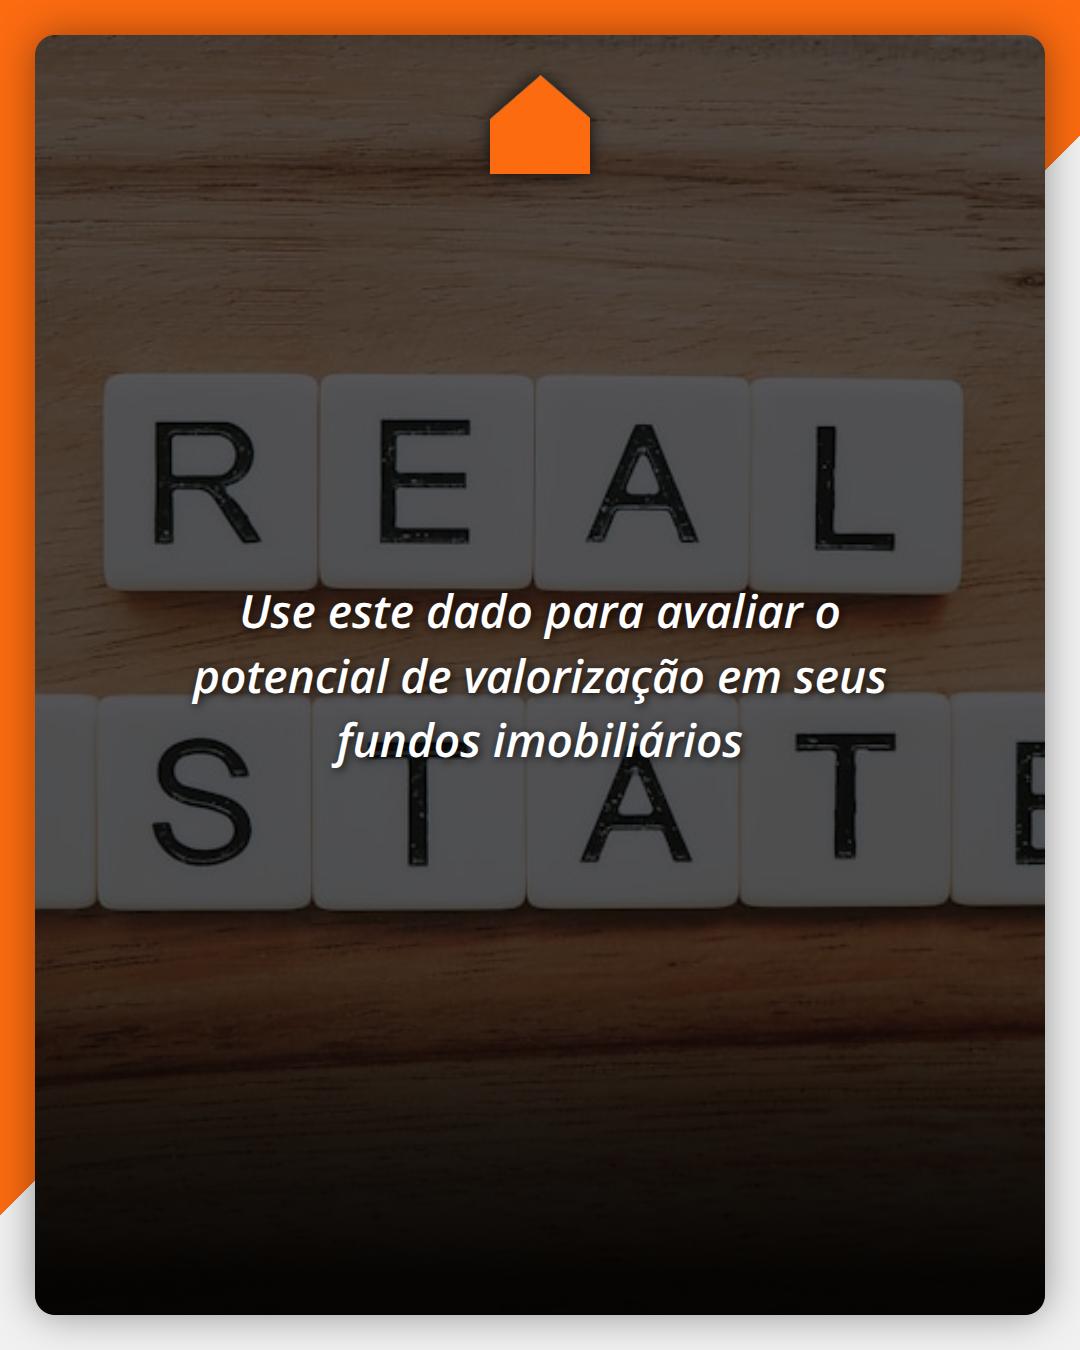 REAL
Use este dado para avaliar o
potencial de valorização em seus
fundos imobiliários
STATE